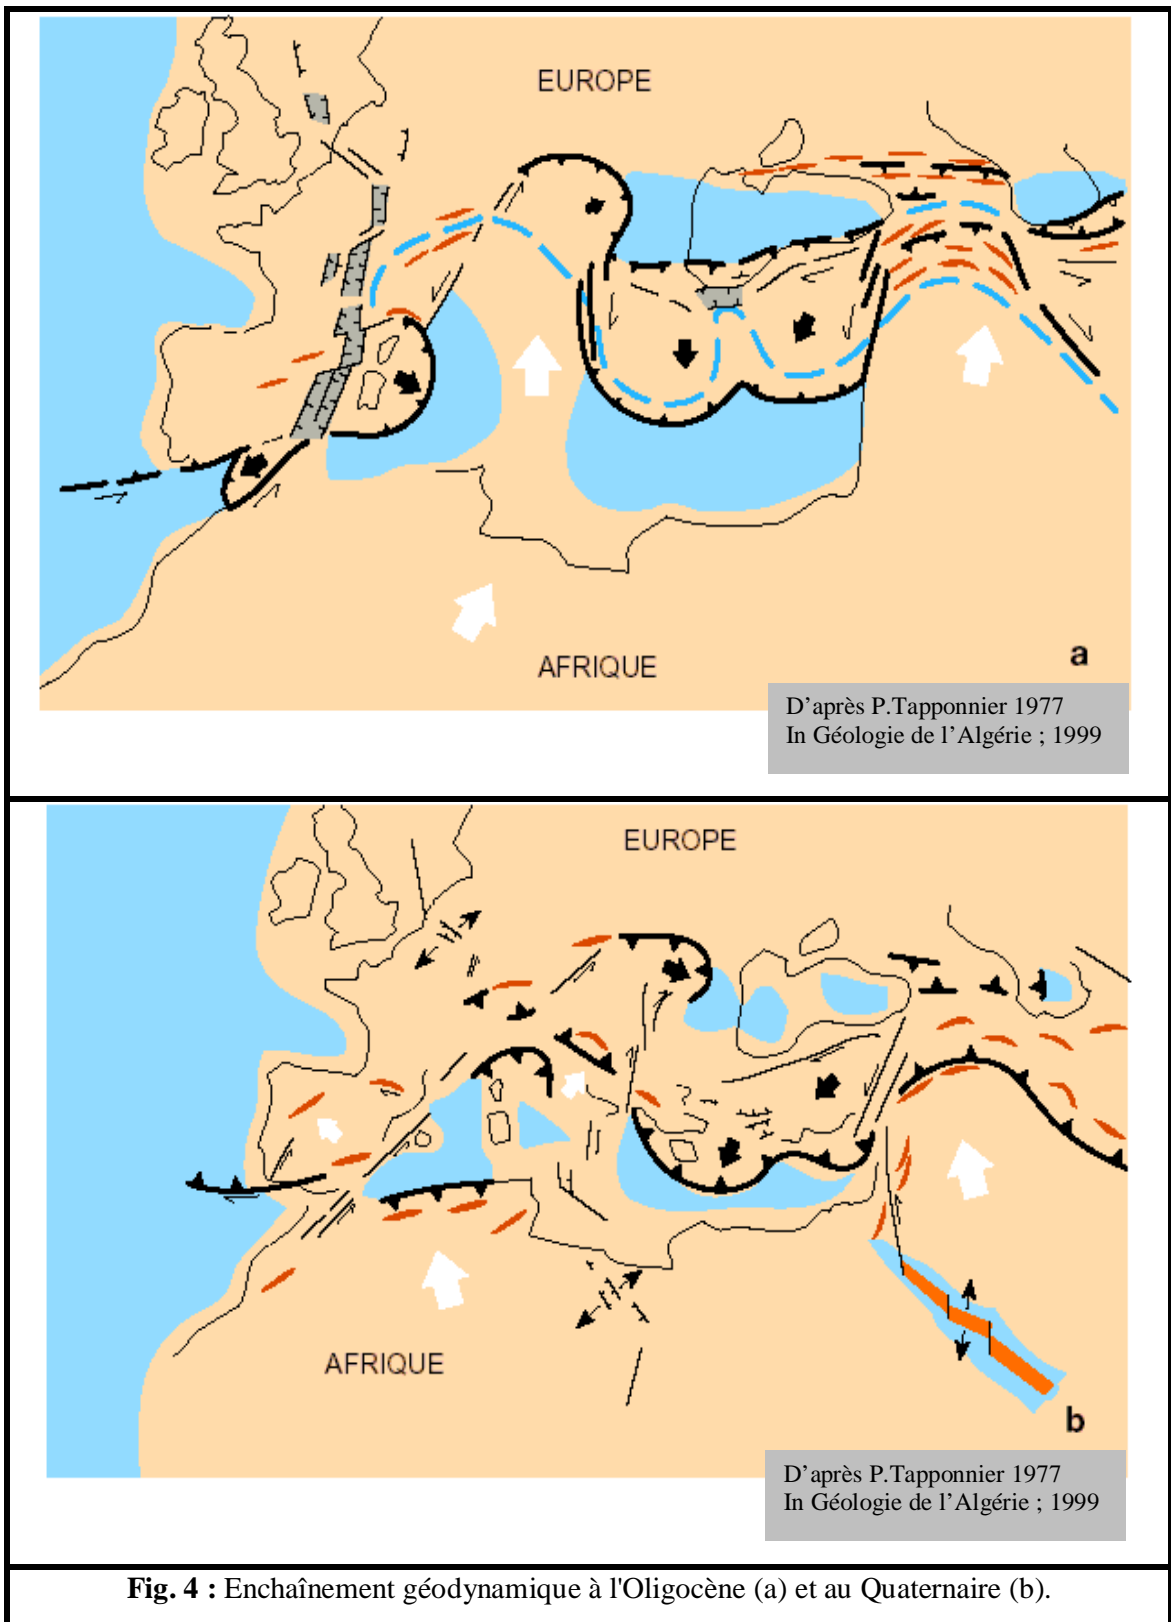 EUROPE
AFRIQUE
a
D’après P.Tapponnier 1977
In Géologie de l’Algérie ; 1999
EUROPE
AFRIQUE
b
D’après P.Tapponnier 1977
In Géologie de l’Algérie ; 1999
Fig. 4 : Enchaînement géodynamique à l'Oligocène (a) et au Quaternaire (b).